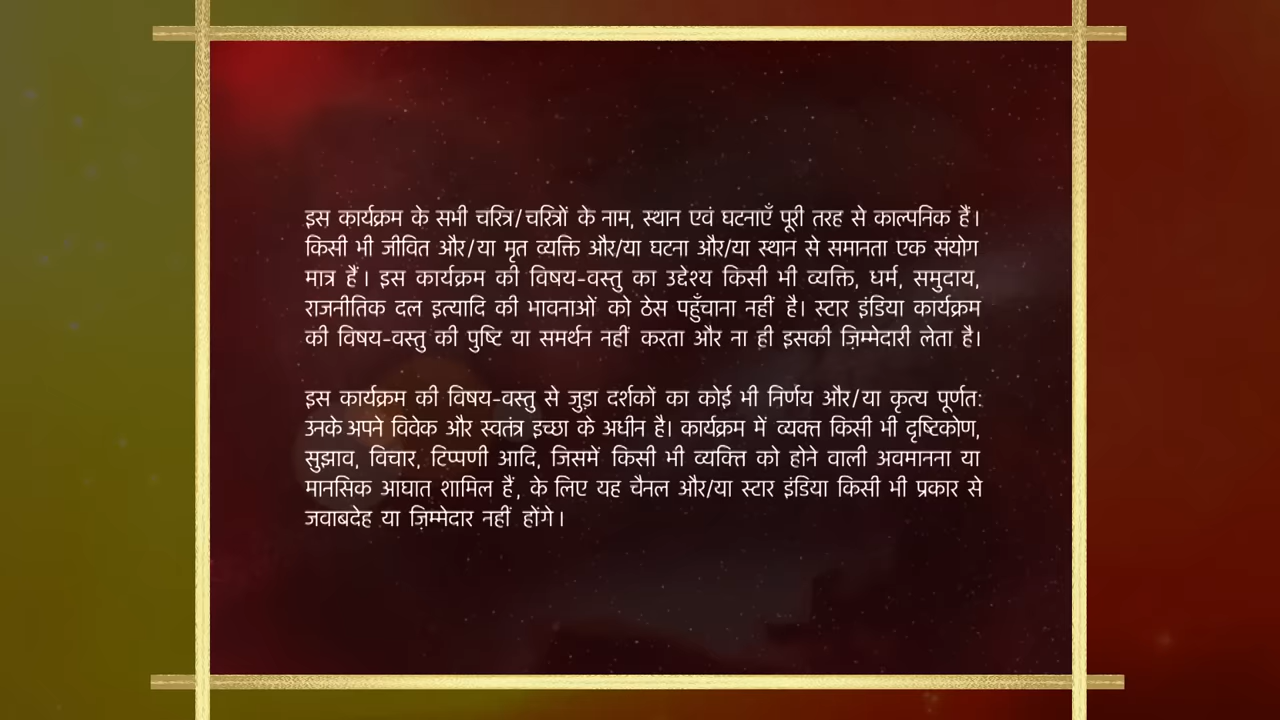 इस कार्यक्रम के सभी चरित्र/चरित्रों के नाम, स्थान एवं घटनाएँ पूरी तरह से काल्पनिक हैं।
किसी भी जीवित और/या मृत व्यक्ति और/या घटना और/या स्थान से समानता एक संयोग
मात्र हैं। इस कार्यक्रम की विषय-वस्तु का उद्देश्य किसी भी व्यक्ति, धर्म, समुदाय,
राजनीतिक दल इत्यादि की भावनाओं को ठेस पहुँचाना नहीं है। स्टार इंडिया कार्यक्रम
की विषय-वस्तु की पुष्टि या समर्थन नहीं करता और ना ही इसकी ज़िम्मेदारी लेता है।
इस कार्यक्रम की विषय-वस्तु से जुड़ा दर्शकों का कोई भी निर्णय और/या कृत्य पूर्णत:
उनके अपने विवेक और स्वतंत्र इच्छा के अधीन है। कार्यक्रम में व्यक्त किसी भी दृष्टिकोण,
सुझाव, विचार, टिप्पणी आदि, जिसमें किसी भी व्यक्ति को होने वाली अवमानना या
मानसिक आघात शामिल हैं, के लिए यह चैनल और/या स्टार इंडिया किसी भी प्रकार से
जवाबदेह या ज़िम्मेदार नहीं होंगे।